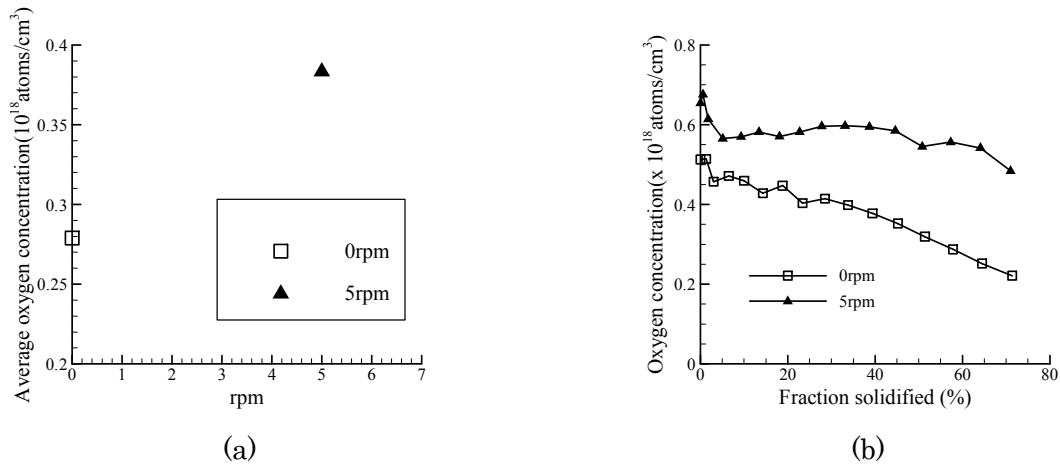 Average oxygen concentration(10^18atoms/cm^3)
0.4
0.35
0.3
0.25
0.2
0 1 2 3 4 5 6 7
rpm
0rpm
5rpm
(a)
Oxygen concentration(x 10^18 atoms/cm^3)
0.8
0.6
0.4
0.2
0
0 20 40 60 80
Fraction solidified (%)
0rpm
5rpm
(b)